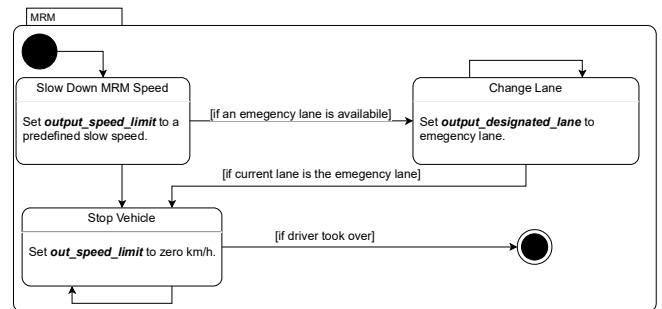 MRM
Slow Down MRM Speed
Set output_speed_limit to a
predefined slow speed.
[if an emegency lane is availabile]
Change Lane
Set output_designated_lane to
emegency lane.
[if current lane is the emegency lane]
Stop Vehicle
Set out_speed_limit to zero km/h.
[if driver took over]